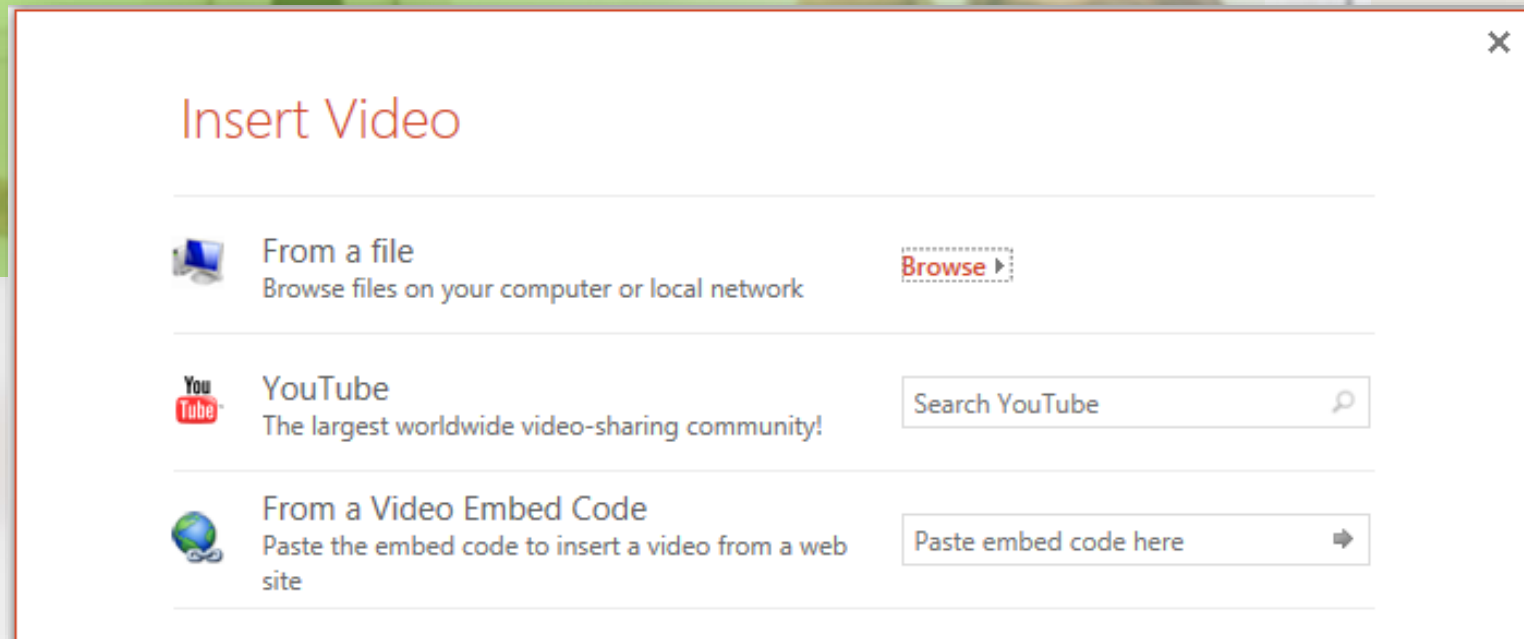 Insert Video
From a file
Browse files on your computer or local network
Browse
You
Tube
YouTube
The largest worldwide video-sharing community!
Search YouTube
From a Video Embed Code
Paste the embed code to insert a video from a web
site
Paste embed code here